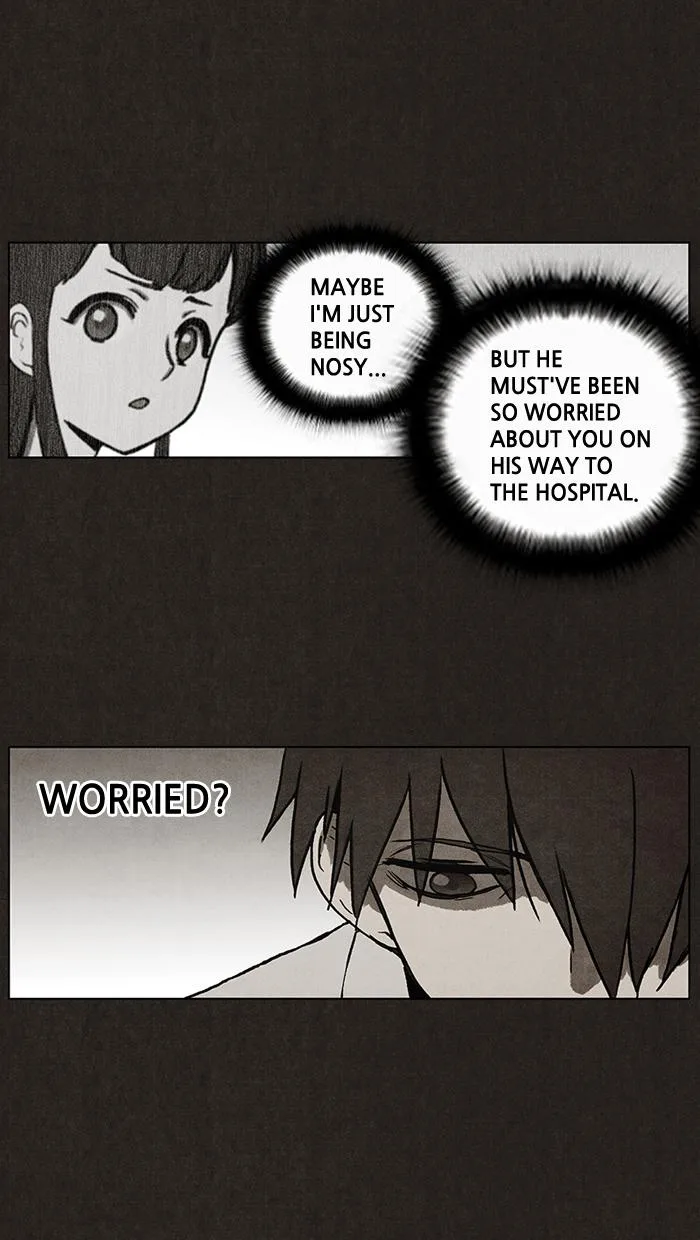 MAYBE
I'M JUST
BEING
NOSY...
BUT HE
MUST'VE BEEN
SO WORRIED
ABOUT YOU ON
HIS WAY TO
THE HOSPITAL.
WORRIED?